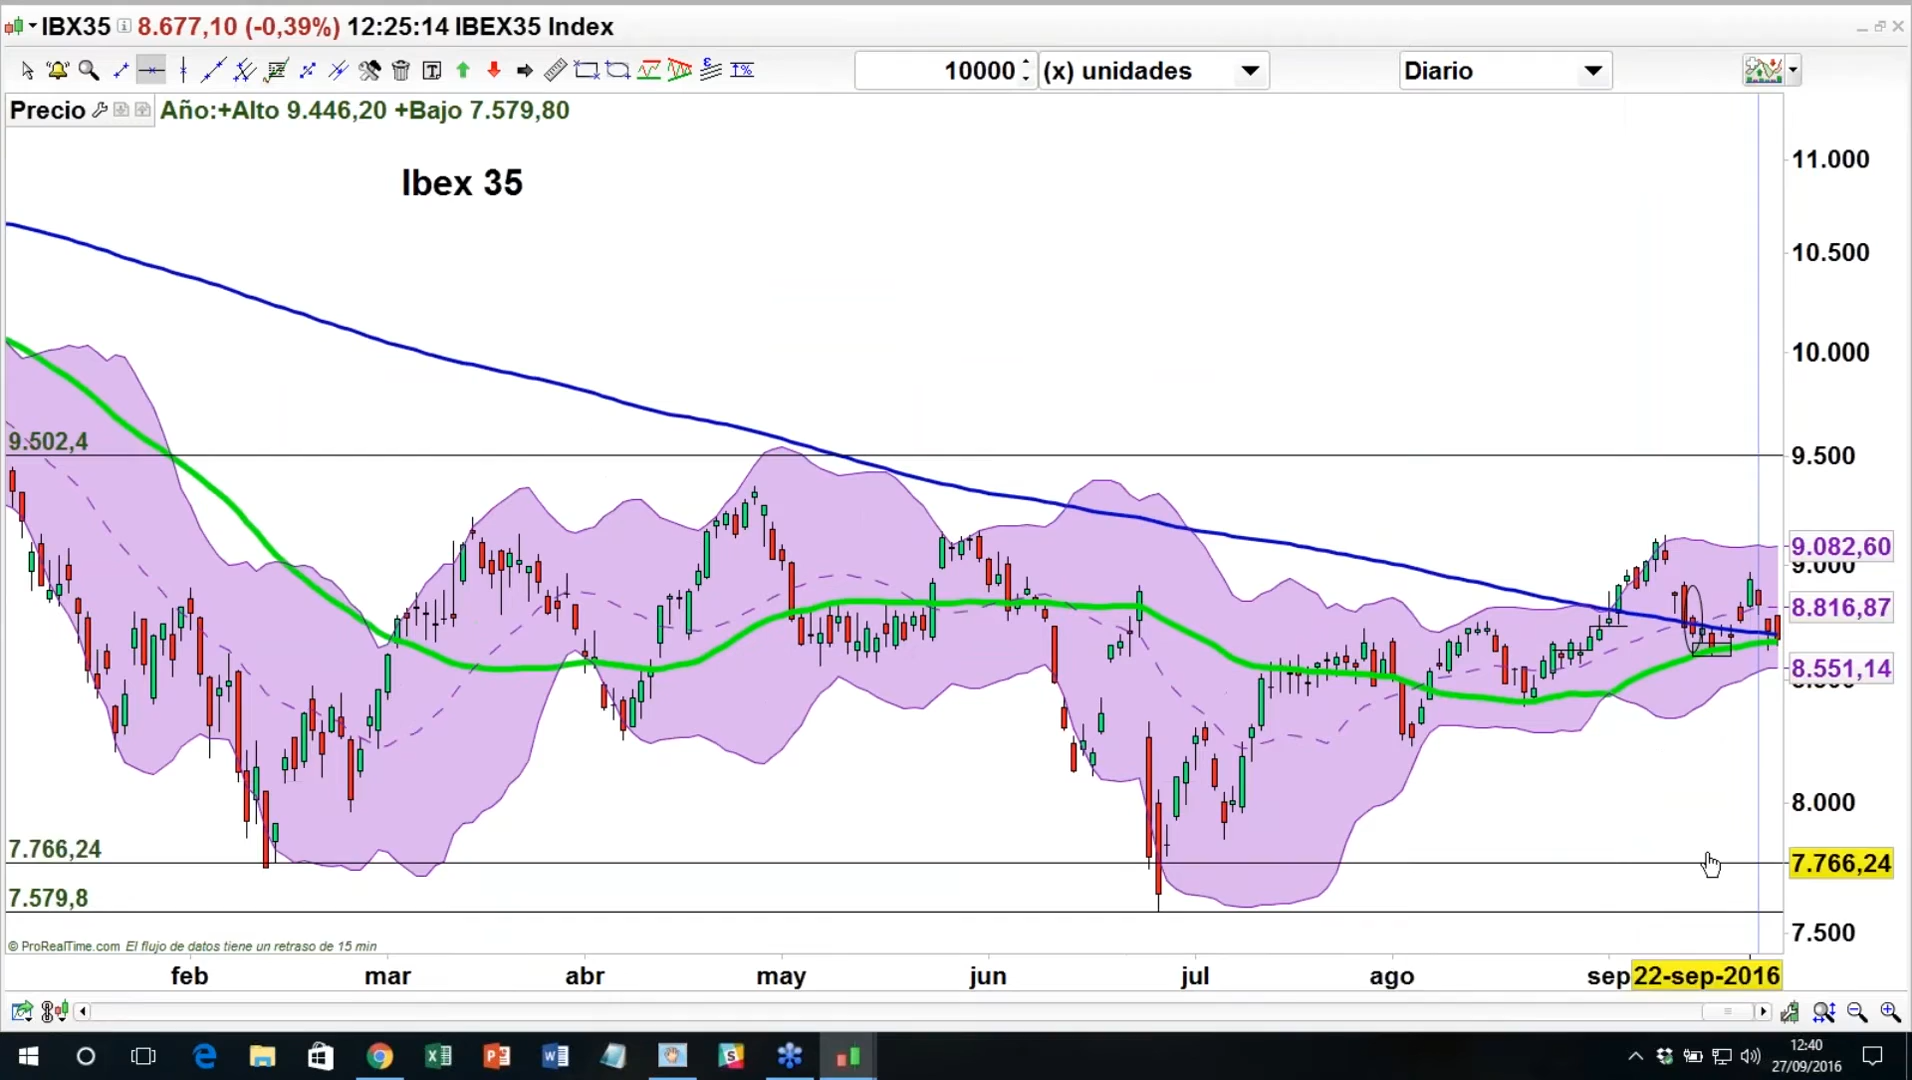 IBX35 8.677,10 (-0,39%) 12:25:14 IBEX35 Index
10000 (x) unidades Diario
Precio Año:+Alto 9.446,20 +Bajo 7.579,80
Ibex 35
11.000
10.500
10.000
9.502,4
9.500
9.082,60
9.000
8.816,87
8.551,14
8.000
7.766,24
7.766,24
7.579,8
7.500
© ProRealTime.com El flujo de datos tiene un retraso de 15 min
feb mar abr may jun jul ago sep 22-sep-2016
12:40
27/09/2016